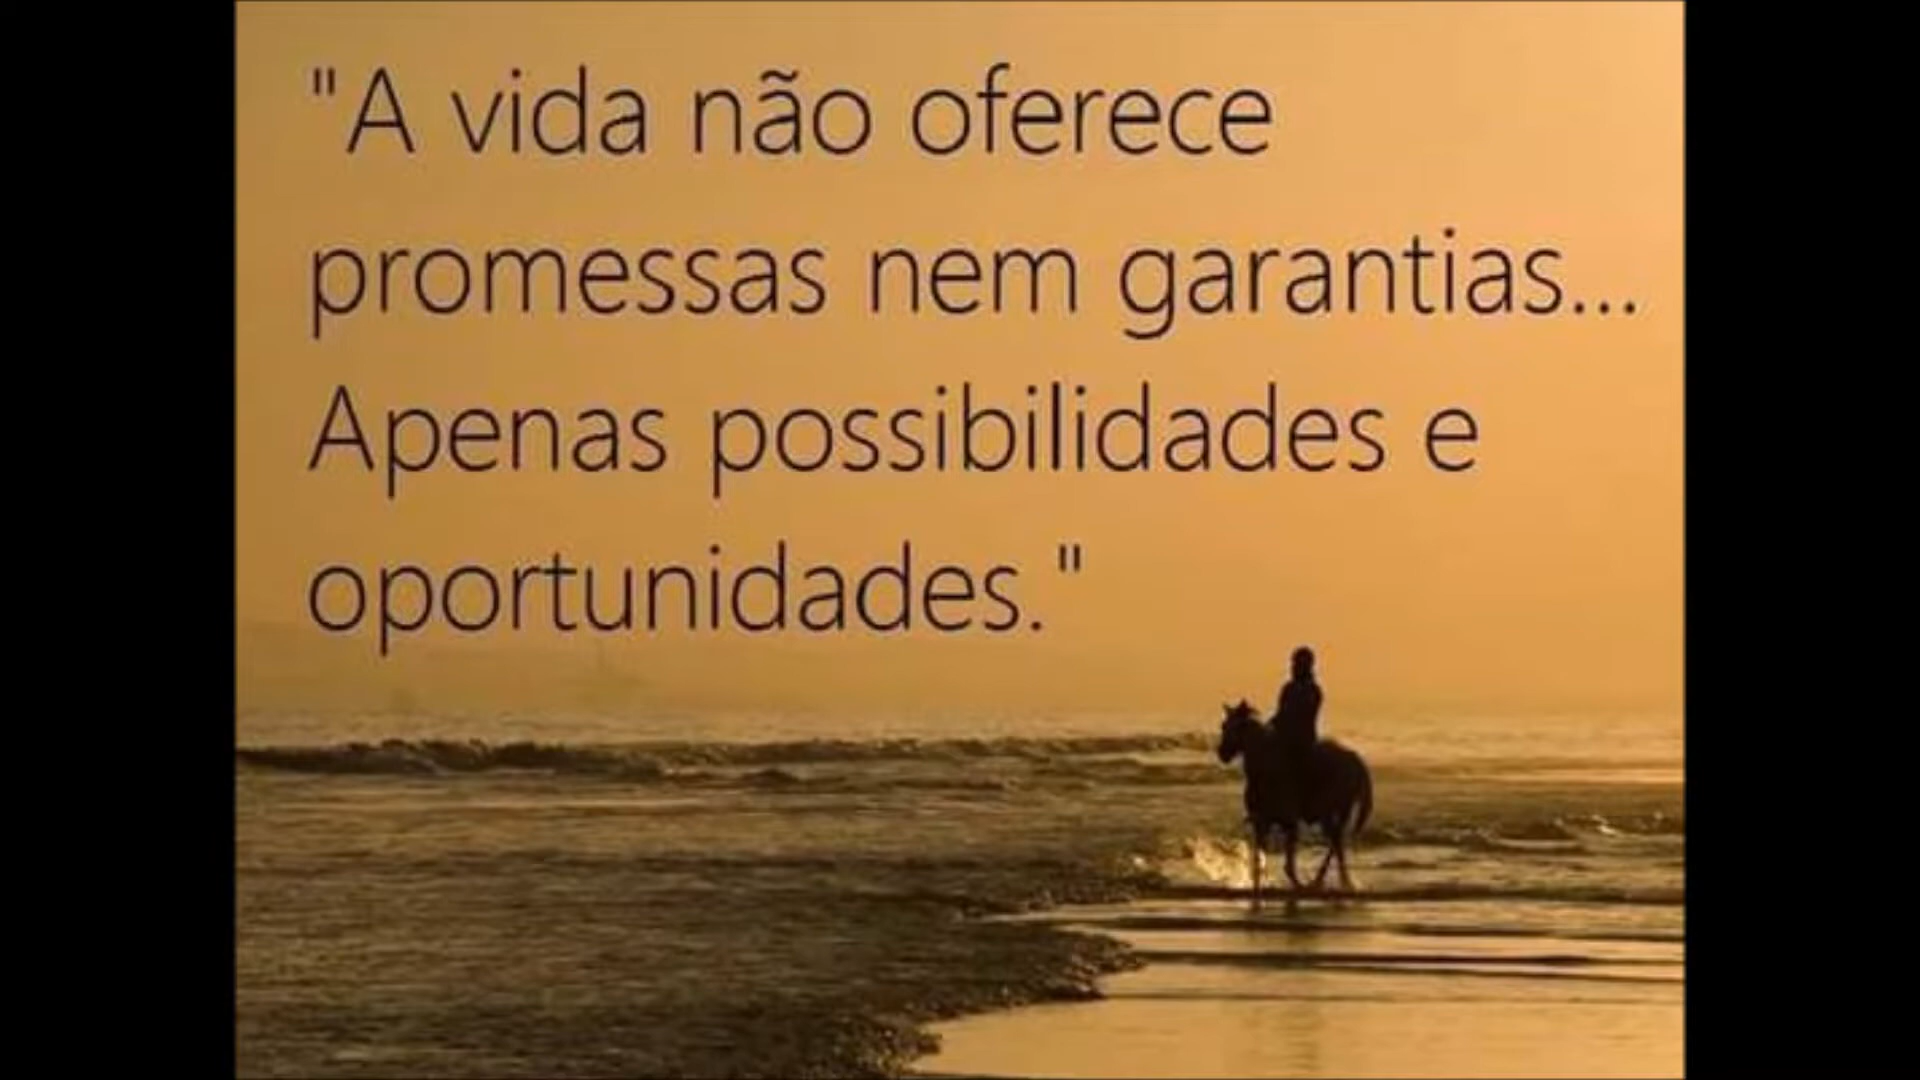 "A vida não oferece
promessas nem garantias...
Apenas possibilidades e
oportunidades."